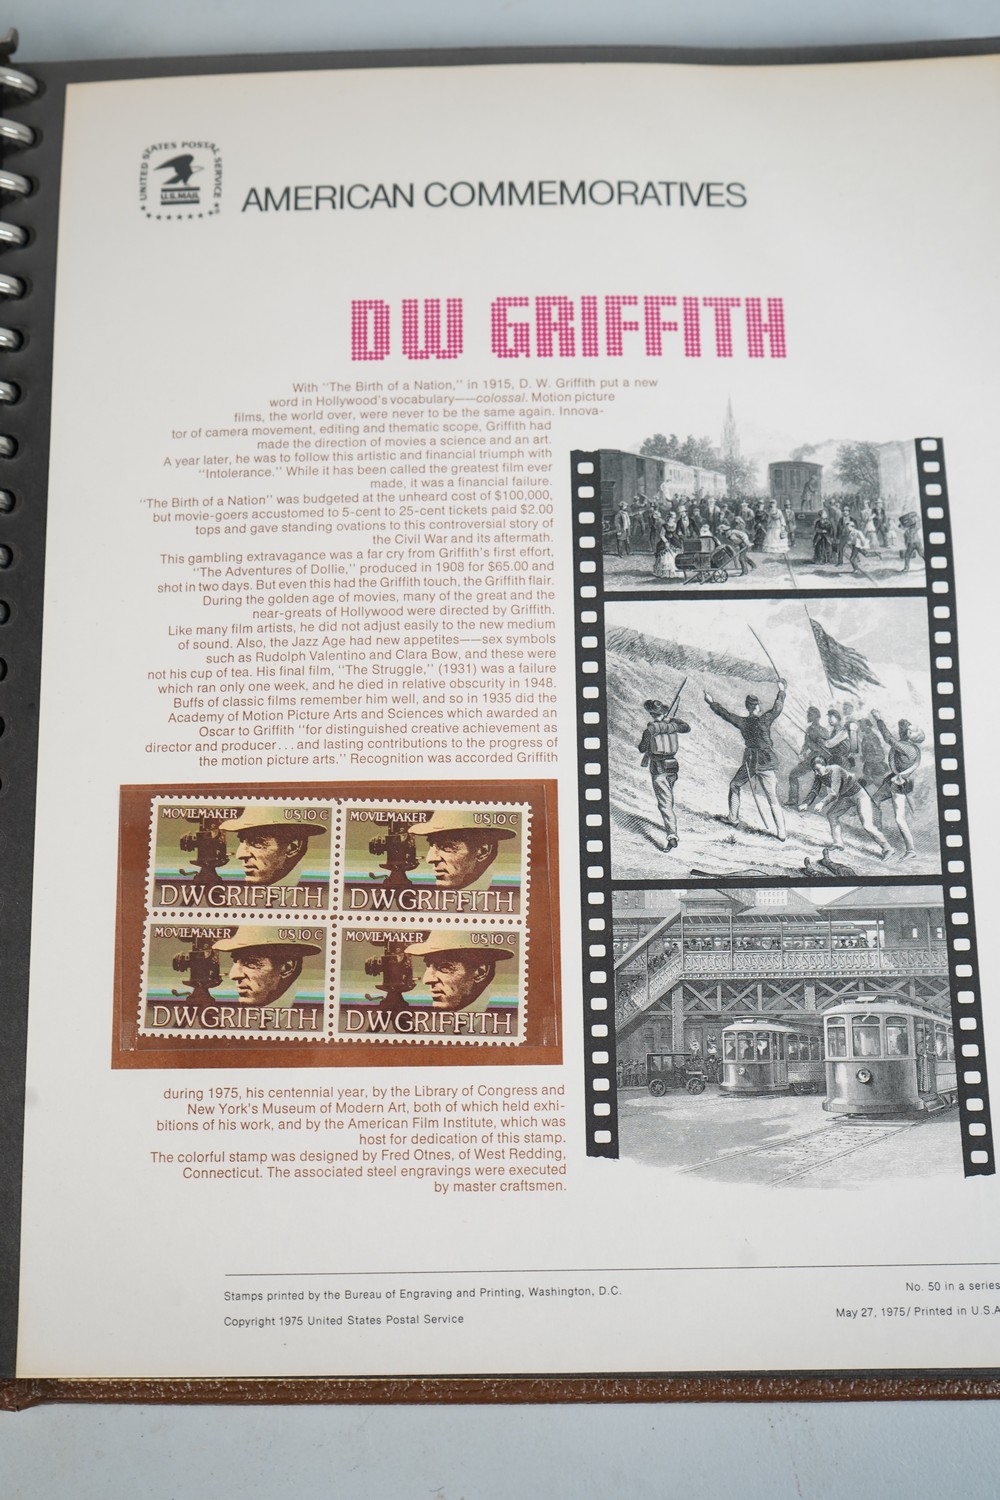 UNITED STATES POSTAL SERVICE
U.S.MAIL
AMERICAN COMMEMORATIVES
DW GRIFFITH
With "The Birth of a Nation," in 1915, D. W. Griffith put a new
word in Hollywood's vocabulary——colossal. Motion picture
films, the world over, were never to be the same again. Innova-
tor of camera movement, editing and thematic scope, Griffith had
made the direction of movies a science and an art.
A year later, he was to follow this artistic and financial triumph with
"Intolerance." While it has been called the greatest film ever
made, it was a financial failure.
"The Birth of a Nation" was budgeted at the unheard cost of $100,000,
but movie-goers accustomed to 5-cent to 25-cent tickets paid $2.00
tops and gave standing ovations to this controversial story of
the Civil War and its aftermath.
This gambling extravagance was a far cry from Griffith's first effort,
"The Adventures of Dollie," produced in 1908 for $65.00 and
shot in two days. But even this had the Griffith touch, the Griffith flair.
During the golden age of movies, many of the great and the
near-greats of Hollywood were directed by Griffith.
Like many film artists, he did not adjust easily to the new medium
of sound. Also, the Jazz Age had new appetites——sex symbols
such as Rudolph Valentino and Clara Bow, and these were
not his cup of tea. His final film, "The Struggle," (1931) was a failure
which ran only one week, and he died in relative obscurity in 1948.
Buffs of classic films remember him well, and so in 1935 did the
Academy of Motion Picture Arts and Sciences which awarded an
Oscar to Griffith "for distinguished creative achievement as
director and producer...and lasting contributions to the progress of
the motion picture arts." Recognition was accorded Griffith
MOVIEMAKER US 10 C
DW GRIFFITH
MOVIEMAKER US 10 C
DW GRIFFITH
MOVIEMAKER US 10 C
DW GRIFFITH
MOVIEMAKER US 10 C
DW GRIFFITH
during 1975, his centennial year, by the Library of Congress and
New York's Museum of Modern Art, both of which held exhi-
bitions of his work, and by the American Film Institute, which was
host for dedication of this stamp.
The colorful stamp was designed by Fred Otnes, of West Redding,
Connecticut. The associated steel engravings were executed
by master craftsmen.
Stamps printed by the Bureau of Engraving and Printing, Washington, D.C.
Copyright 1975 United States Postal Service
No. 50 in a series
May 27, 1975/ Printed in U.S.A